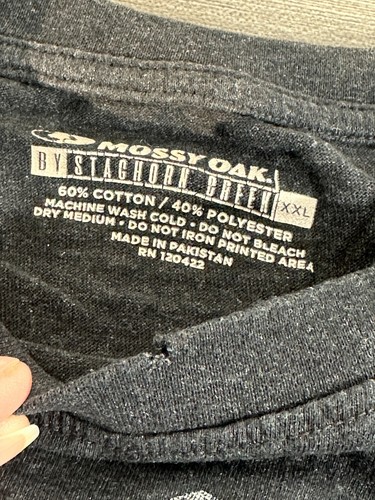 MOSSY OAK
BY STAGHORN GREEN
XXL
60% COTTON / 40% POLYESTER
MACHINE WASH COLD • DO NOT BLEACH
DRY MEDIUM • DO NOT IRON PRINTED AREA
MADE IN PAKISTAN
RN 120422